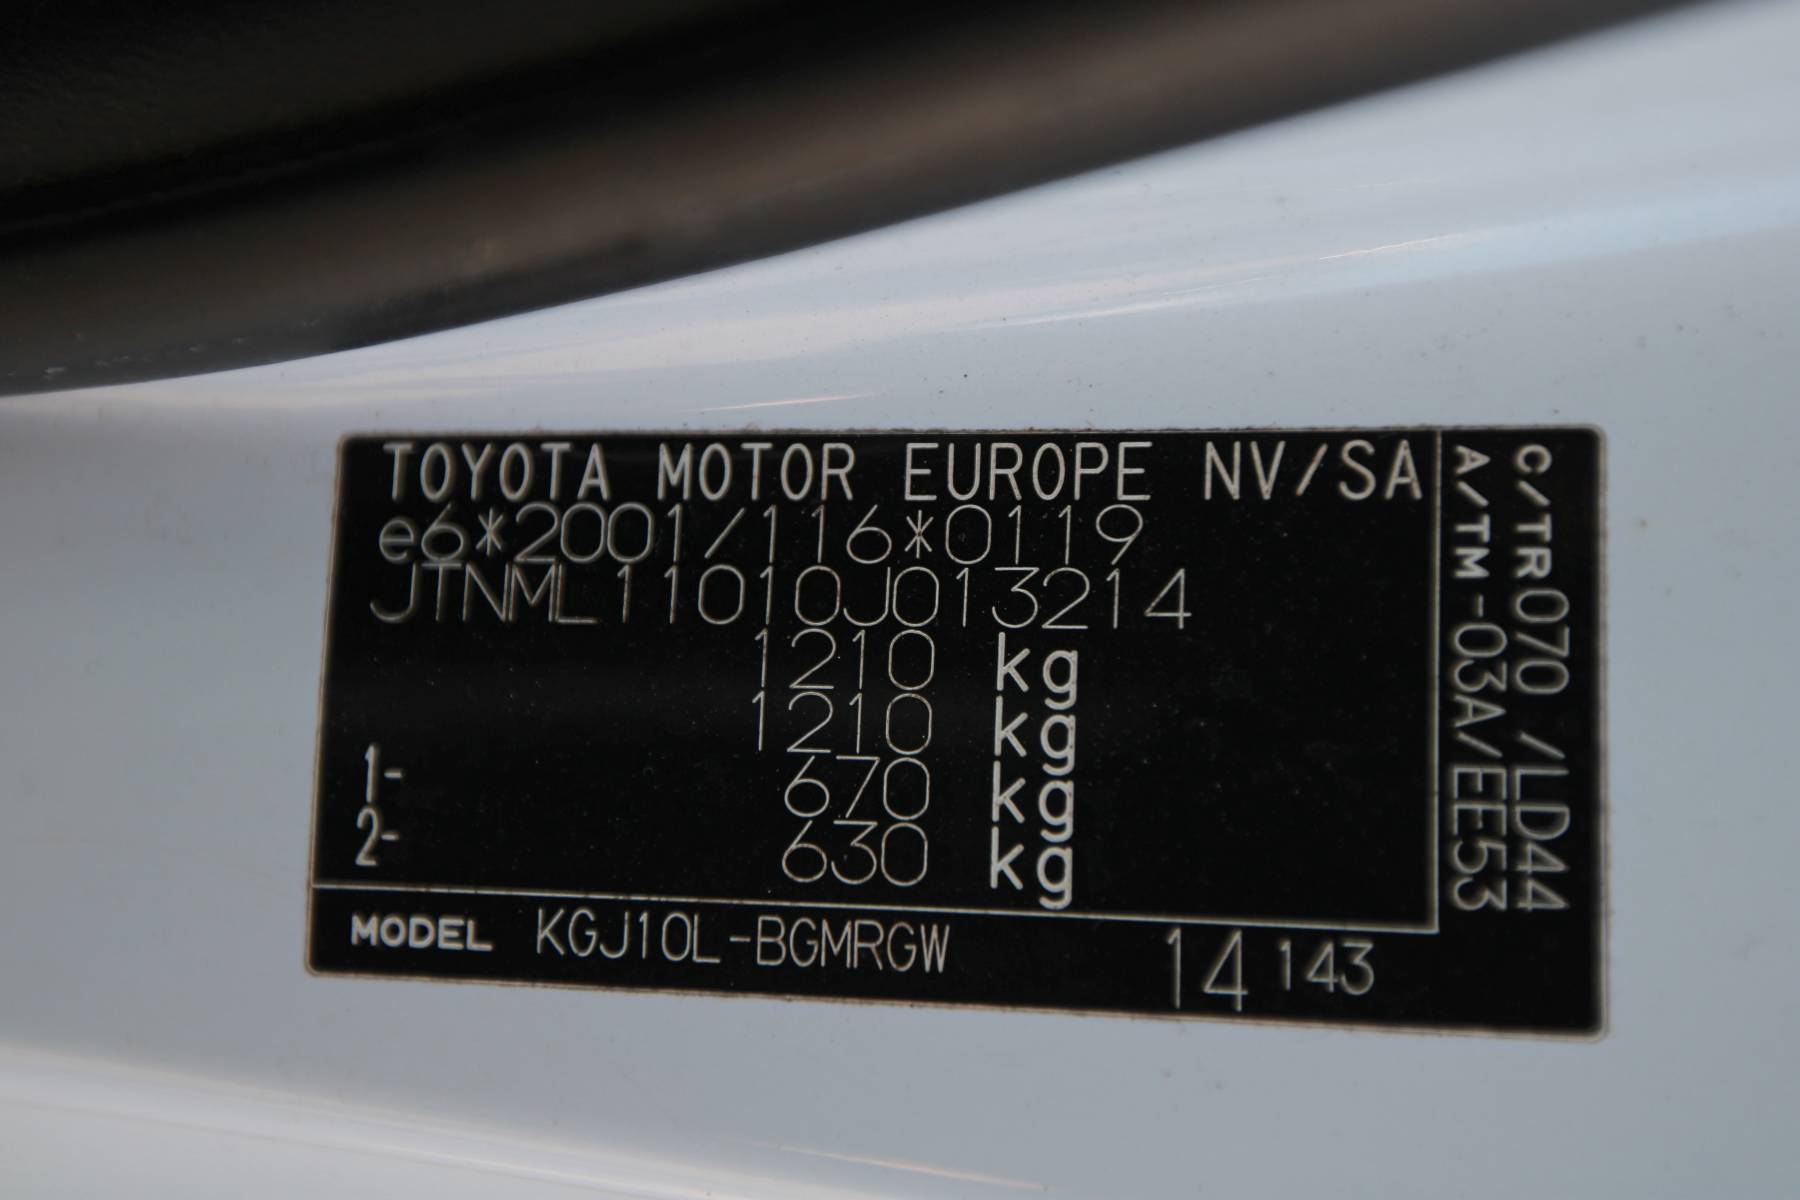 TOYOTA MOTOR EUROPE NV/SA
e6*2001/116*0119
JTNML11010J013214
1210 kg
1210 kg
1- 670 kg
2- 630 kg
MODEL KGJ10L-BGMRGW 14 143
C/TR070 /LD44
A/TM-03A/EE53